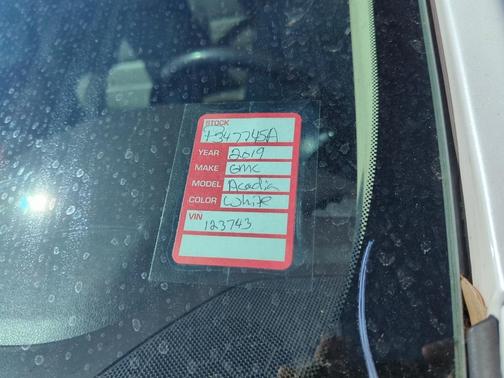 STOCK
T347745A
YEAR 2019
MAKE GMC
MODEL Acadia
COLOR White
VIN
123743